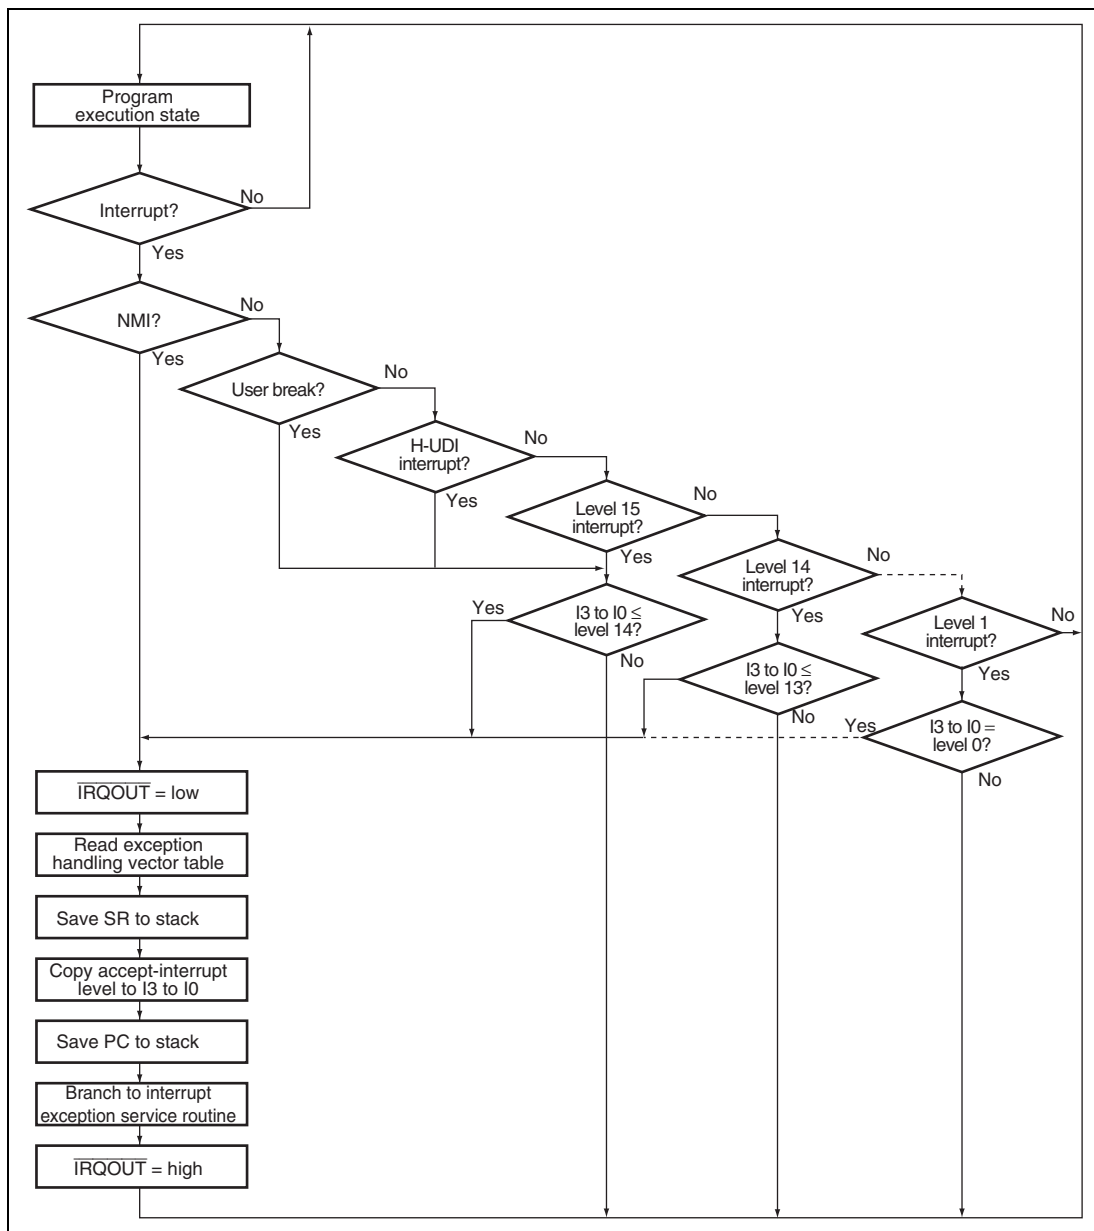 Program
execution state
No
Interrupt?
Yes
No
NMI?
Yes
No
User break?
Yes
No
H-UDI
interrupt?
Yes
No
Level 15
interrupt?
Yes
No
Level 14
interrupt?
Yes
No
Level 1
interrupt?
Yes
Yes
I3 to I0 ≤
level 14?
No
I3 to I0 ≤
level 13?
No
Yes
I3 to I0 =
level 0?
No
No
IRQOUT = low
Read exception
handling vector table
Save SR to stack
Copy accept-interrupt
level to I3 to I0
Save PC to stack
Branch to interrupt
exception service routine
IRQOUT = high